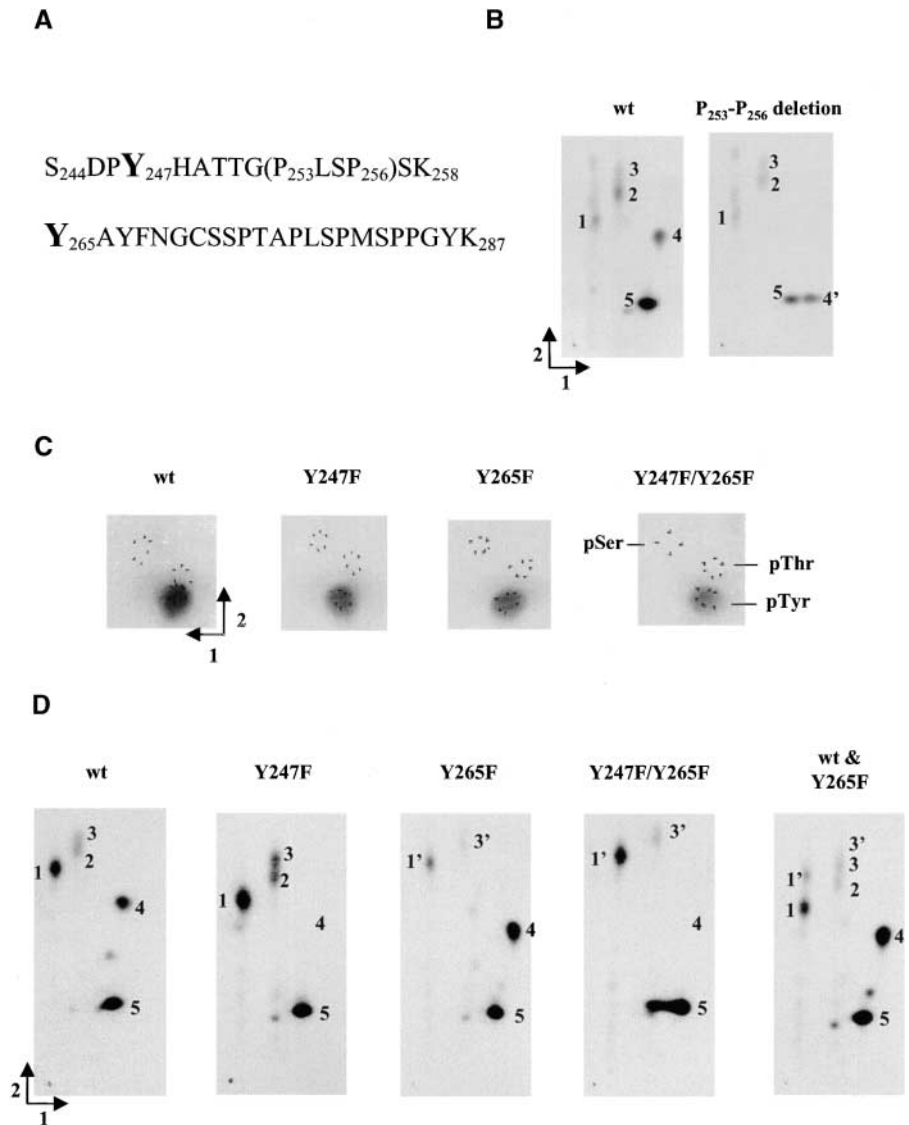 A
B
wt P₂₅₃-P₂₅₆ deletion
S₂₄₄DPY₂₄₇HATTG(P₂₅₃LSP₂₅₆)SK₂₅₈
Y₂₆₅AYFNGCSSPTAPLSPMSPPGYK₂₈₇
3
2
1
4
5
3
2
1
5 4'
2
1
C
wt Y247F Y265F Y247F/Y265F
pSer
pThr
pTyr
2
1
D
wt Y247F Y265F Y247F/Y265F wt &
Y265F
3
2
1
4
5
3
2
1
4
5
1' 3'
4
5
1' 3'
4
5
3'
1' 3
2
1
4
5
2
1